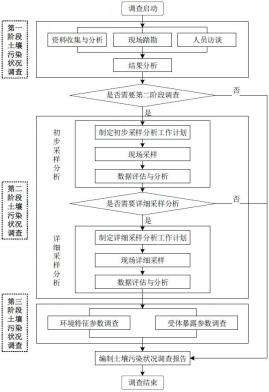 调查启动
第一阶段土壤污染状况调查
资料收集与分析
现场踏勘
人员访谈
结果分析
是否需要第二阶段调查
否
是
第二阶段土壤污染状况调查
初步采样分析
制定初步采样分析工作计划
现场采样
数据评估与分析
是否需要详细采样分析
否
是
详细采样分析
制定详细采样分析工作计划
现场详细采样
数据评估与分析
第三阶段土壤污染状况调查
环境特征参数调查
受体暴露参数调查
编制土壤污染状况调查报告
调查结束